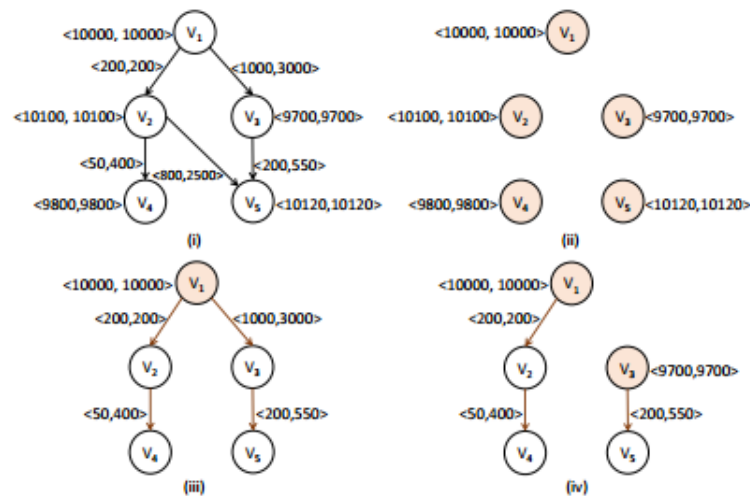 <10000, 10000> V1
<200,200> <1000,3000>
<10100, 10100> V2 V3 <9700,9700>
<50,400> <800,2500> <200,550>
V4 V5
<9800,9800> <10120,10120>
(i)
<10000, 10000> V1
<10100, 10100> V2 V3 <9700,9700>
<9800,9800> V4 V5 <10120,10120>
(ii)
<10000, 10000> V1
<200,200> <1000,3000>
V2 V3
<50,400> <200,550>
V4 V5
(iii)
<10000, 10000> V1
<200,200>
V2 V3 <9700,9700>
<50,400> <200,550>
V4 V5
(iv)